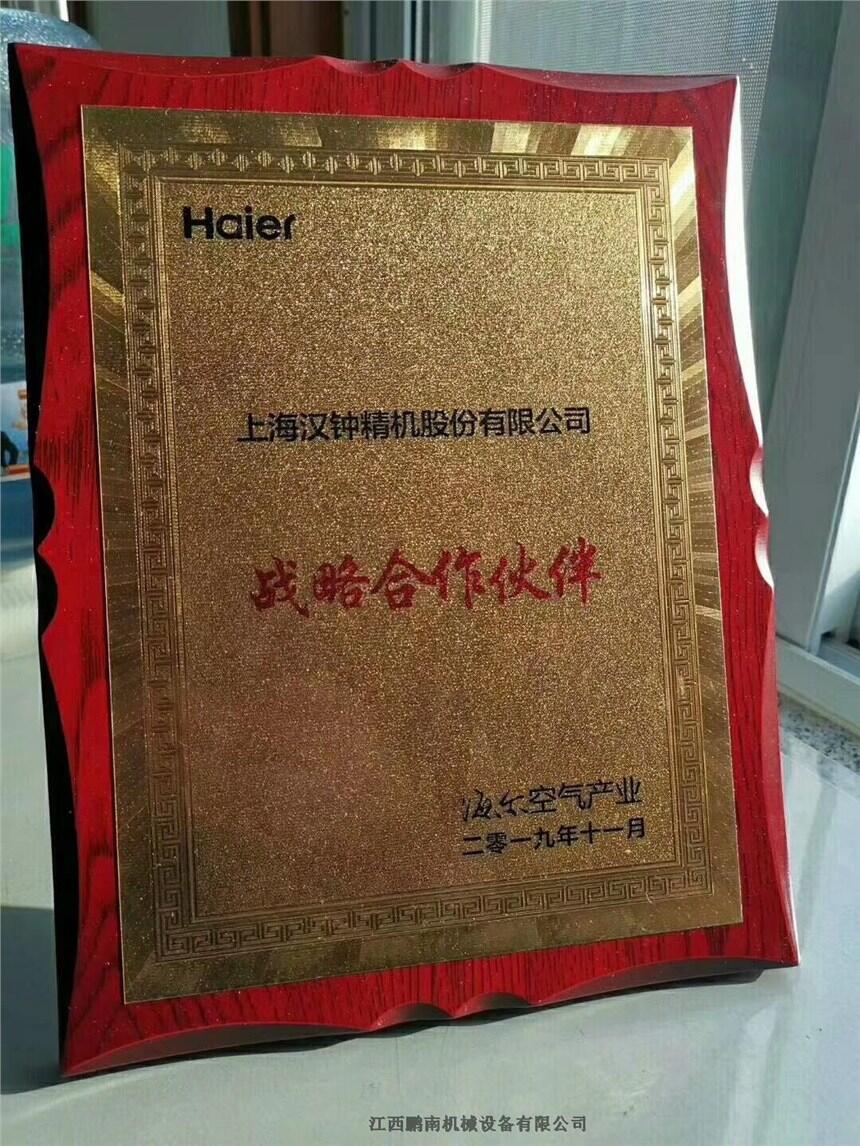 Haier
上海汉钟精机股份有限公司
战略合作伙伴
海尔空气产业
二零一九年十一月
江西鹏南机械设备有限公司